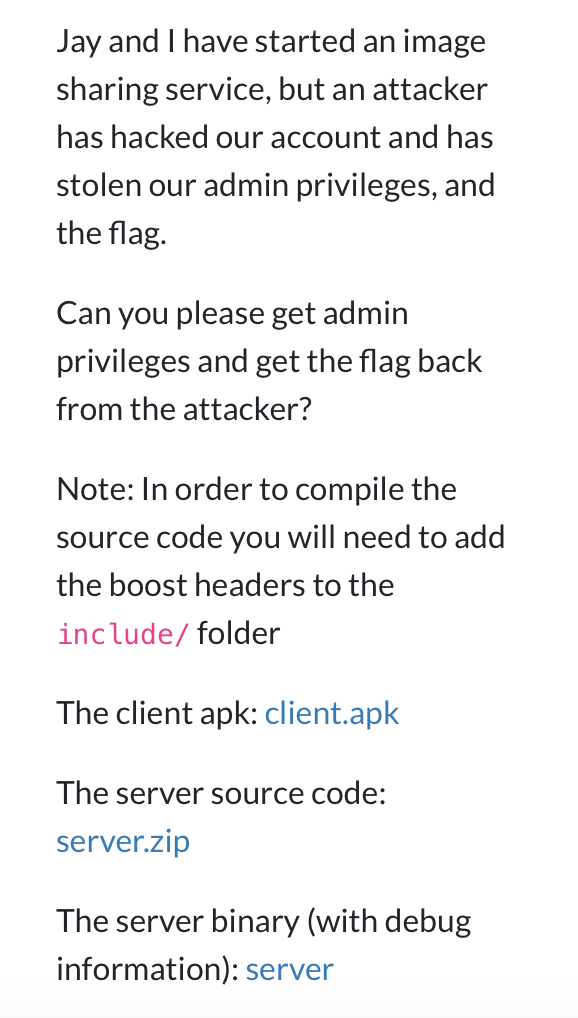 Jay and I have started an image
sharing service, but an attacker
has hacked our account and has
stolen our admin privileges, and
the flag.
Can you please get admin
privileges and get the flag back
from the attacker?
Note: In order to compile the
source code you will need to add
the boost headers to the
include/ folder
The client apk: client.apk
The server source code:
server.zip
The server binary (with debug
information): server